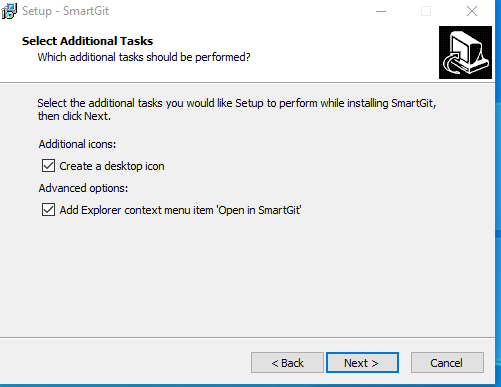 Setup - SmartGit
Select Additional Tasks
Which additional tasks should be performed?
Select the additional tasks you would like Setup to perform while installing SmartGit,
then click Next.
Additional icons:
Create a desktop icon
Advanced options:
Add Explorer context menu item 'Open in SmartGit'
< Back
Next >
Cancel